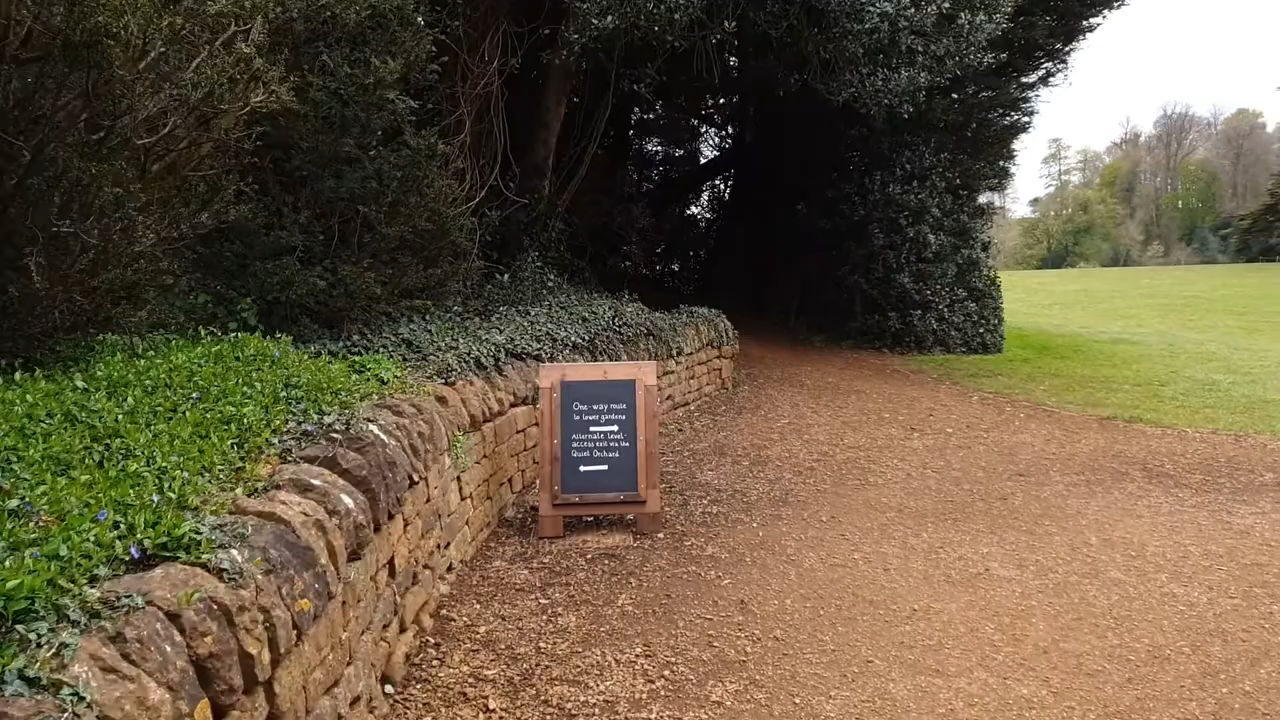 One-way route
to lower gardens
Alternate level-
access exit via the
Quiet Orchard